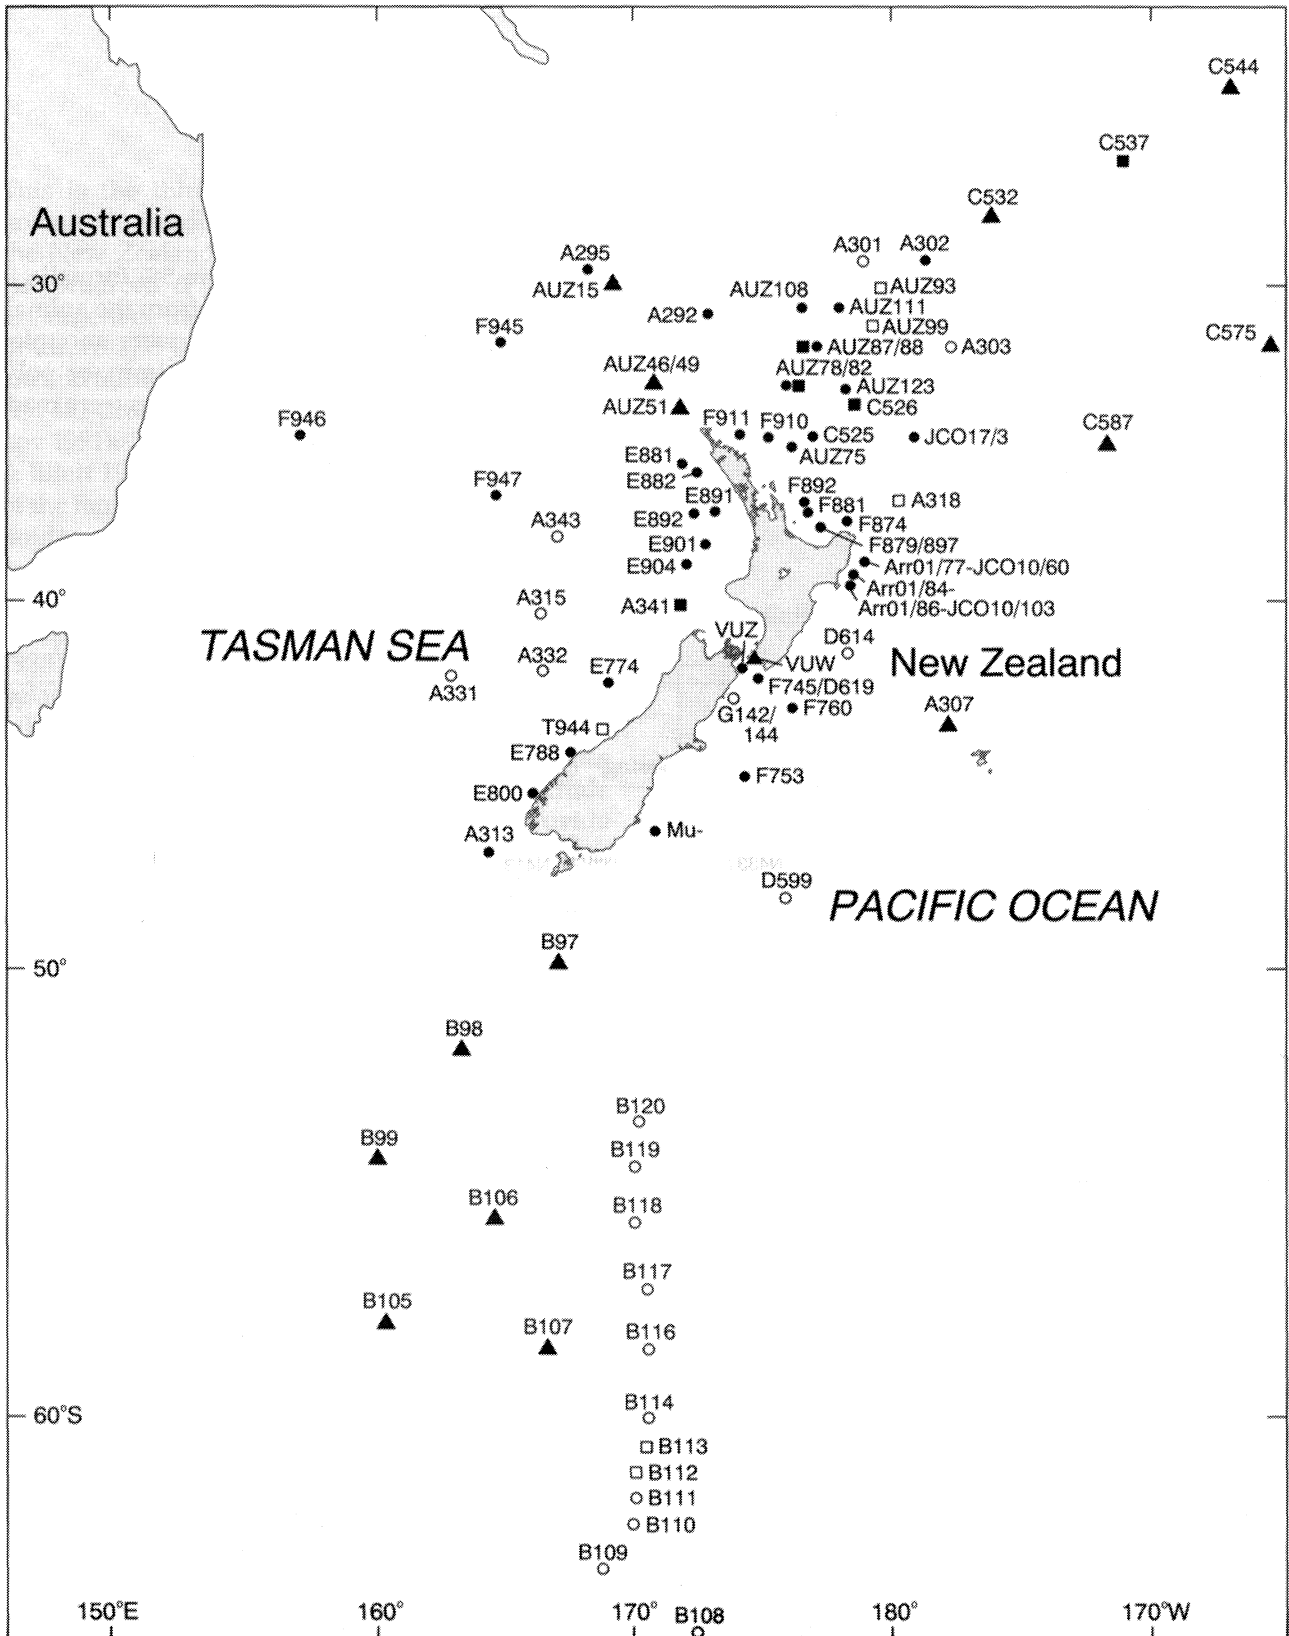 C544
C537
C532
Australia
A301
A302
A295
AUZ15
30°
AUZ93
AUZ108
AUZ111
A292
F945
AUZ99
C575
AUZ87/88
A303
AUZ46/49
AUZ78/82
AUZ123
AUZ51
C526
F946
F911
F910
C525
JCO17/3
C587
E881
AUZ75
E882
F947
F892
E891
F881
A318
A343
E892
F874
E901
F879/897
E904
Arr01/77-JCO10/60
Arr01/84-
40°
A315
A341
Arr01/86-JCO10/103
TASMAN SEA
VUZ
D614
A332
E774
VUW
New Zealand
A331
F745/D619
A307
T944
G142/
144
F760
E788
F753
E800
A313
Mu-
D599
PACIFIC OCEAN
B97
50°
B98
B120
B99
B119
B106
B118
B117
B105
B107
B116
B114
60°S
B113
B112
B111
B110
B109
150°E
160°
170°
B108
180°
170°W